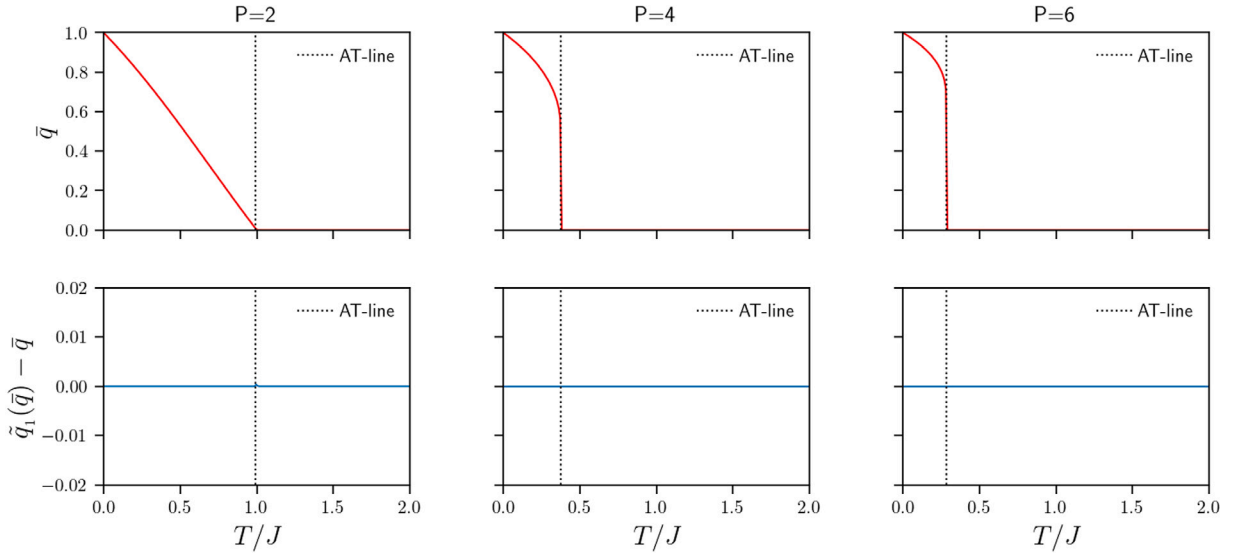 P=2
P=4
P=6
1.0
0.8
0.6
0.4
0.2
0.0
q̄
AT-line
AT-line
AT-line
0.02
0.01
0.00
−0.01
−0.02
q̃₁(q̄) − q̄
AT-line
AT-line
AT-line
0.0 0.5 1.0 1.5 2.0
0.0 0.5 1.0 1.5 2.0
0.0 0.5 1.0 1.5 2.0
T/J
T/J
T/J